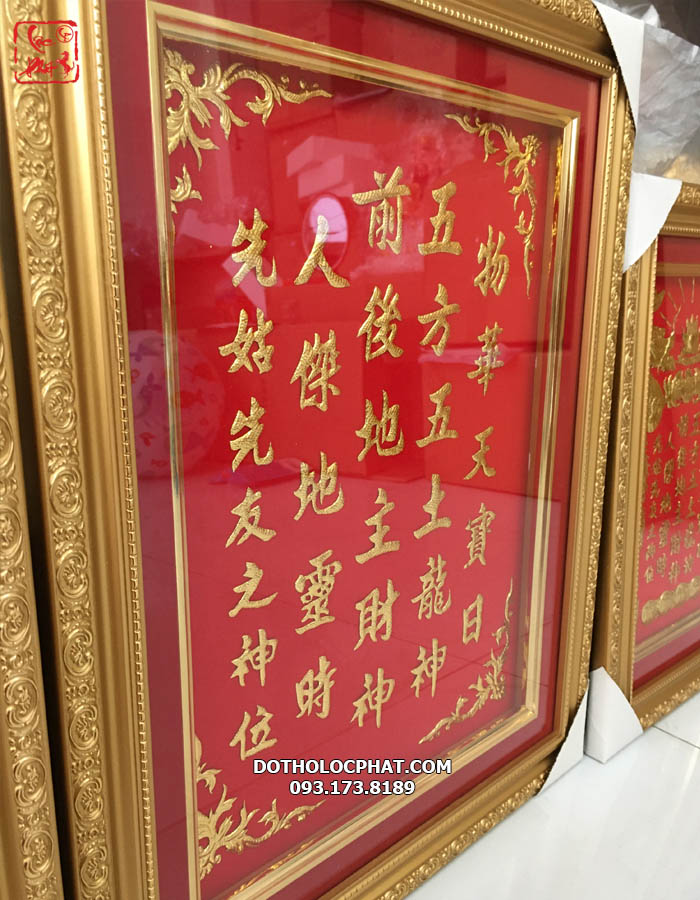 物華天寶日
五方五土龍神
前後地主財神
人傑地靈時
先姑先友之神位
DOTHOLOCPHAT.COM
093.173.8189